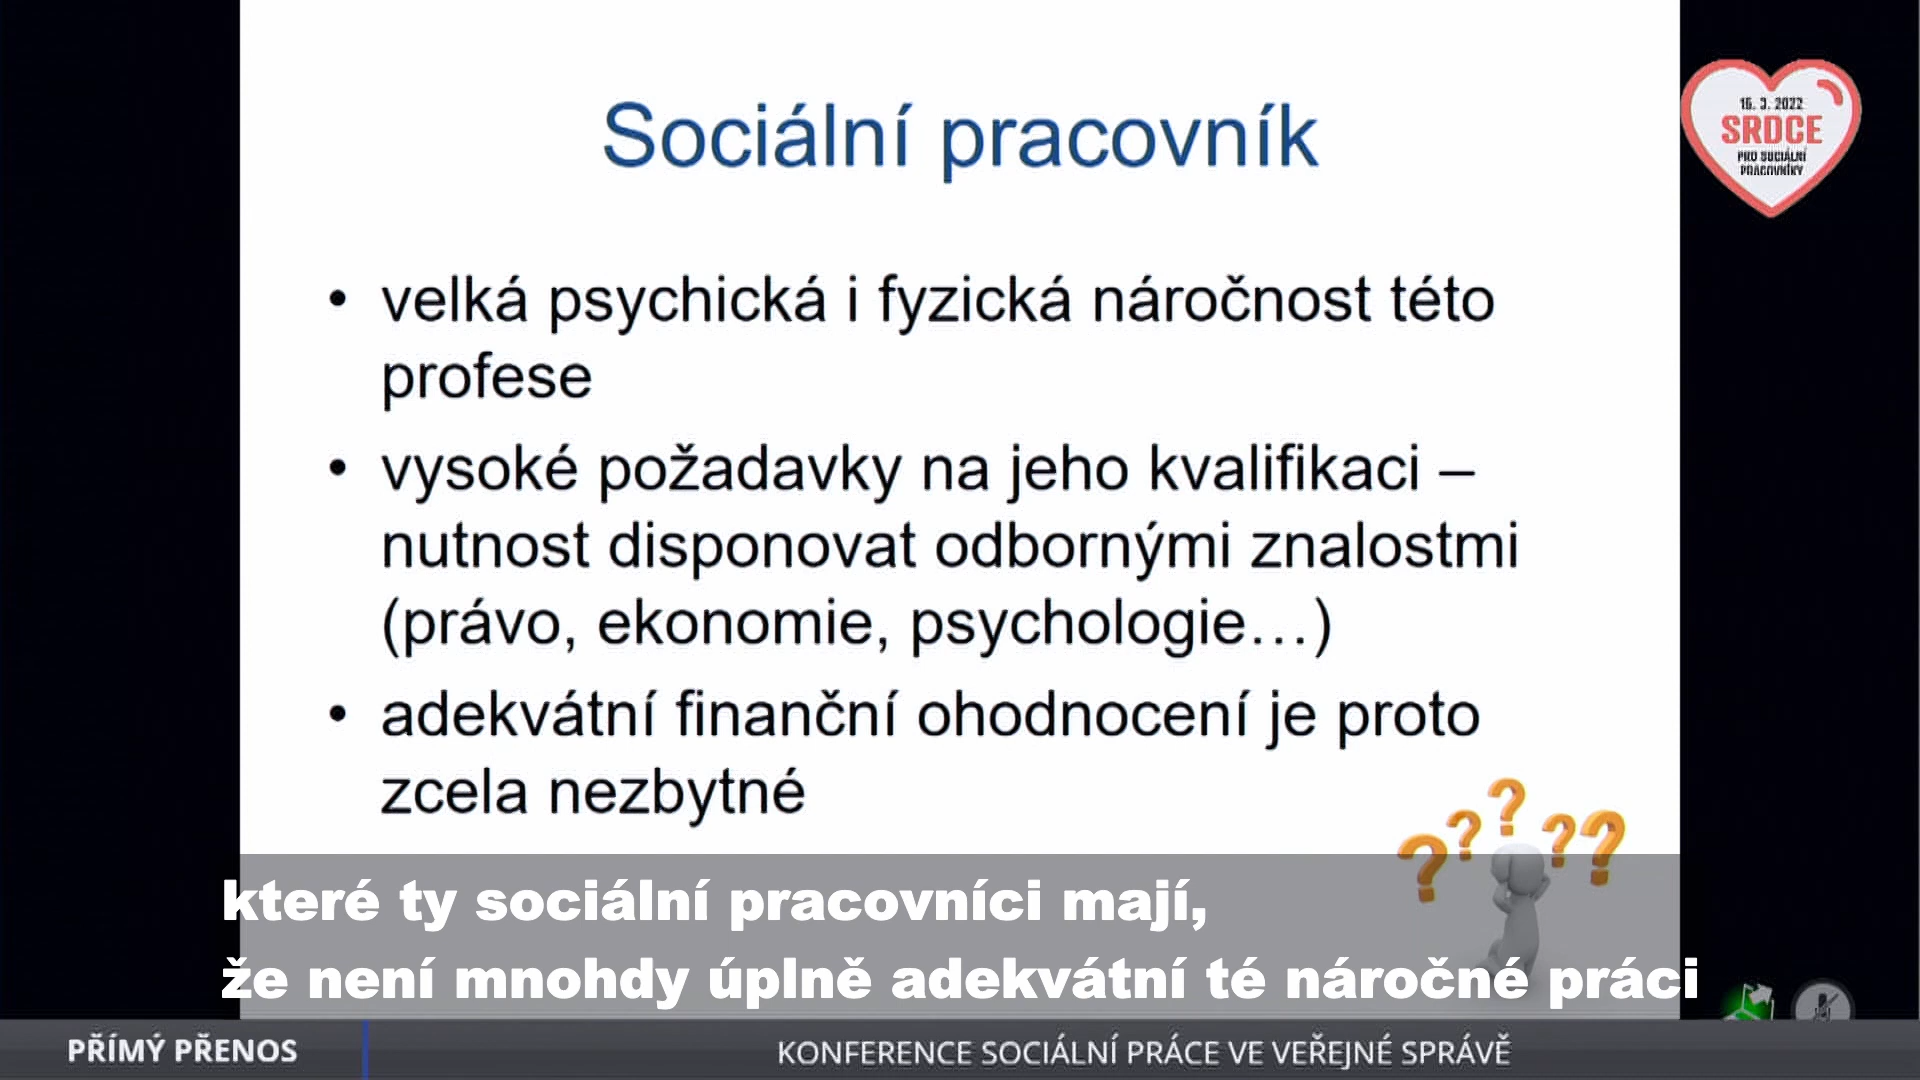 Sociální pracovník
16. 3. 2022
SRDCE
PRO SOCIÁLNÍ
PRACOVNÍKY
• velká psychická i fyzická náročnost této
profese
• vysoké požadavky na jeho kvalifikaci –
nutnost disponovat odbornými znalostmi
(právo, ekonomie, psychologie…)
• adekvátní finanční ohodnocení je proto
zcela nezbytné
? ? ? ? ?
které ty sociální pracovníci mají,
že není mnohdy úplně adekvátní té náročné práci
PŘÍMÝ PŘENOS
KONFERENCE SOCIÁLNÍ PRÁCE VE VEŘEJNÉ SPRÁVĚ